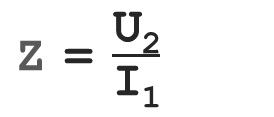 Z = U₂ / I₁